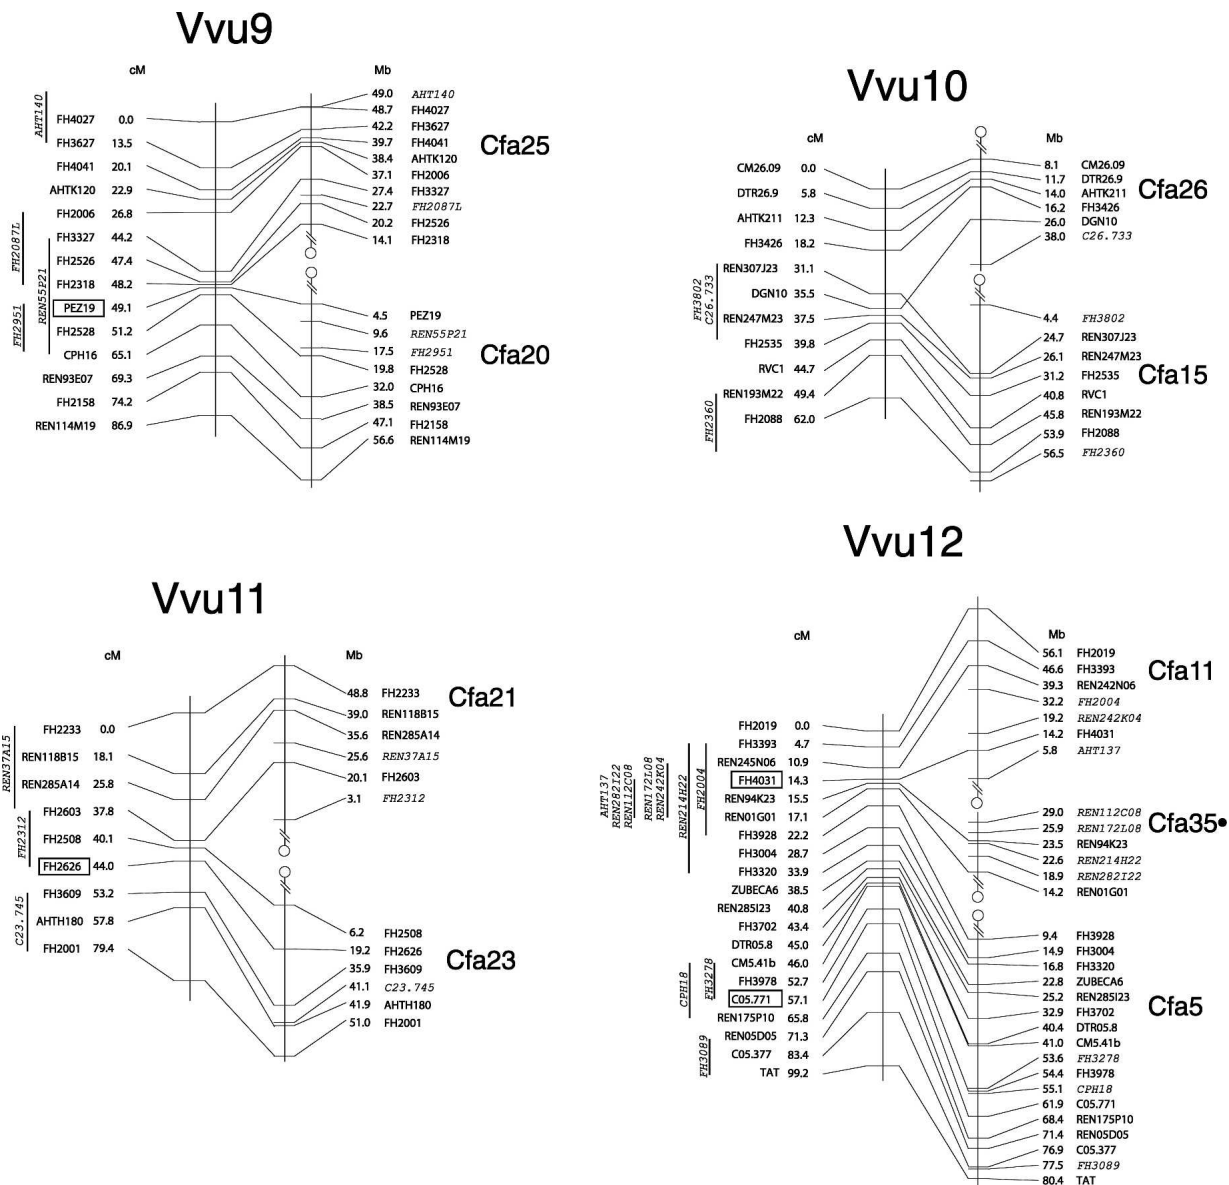 Vvu9
cM
Mb
AHT140
FH2087L
FH2951
REN55P21
FH4027 0.0
FH3627 13.5
FH4041 20.1
AHTK120 22.9
FH2006 26.8
FH3327 44.2
FH2526 47.4
FH2318 48.2
PEZ19 49.1
FH2528 51.2
CPH16 65.1
REN93E07 69.3
FH2158 74.2
REN114M19 86.9
49.0 AHT140
48.7 FH4027
42.2 FH3627
39.7 FH4041
38.4 AHTK120
37.1 FH2006
27.4 FH3327
22.7 FH2087L
20.2 FH2526
14.1 FH2318
Cfa25
4.5 PEZ19
9.6 REN55P21
17.5 FH2951
19.8 FH2528
32.0 CPH16
38.5 REN93E07
47.1 FH2158
56.6 REN114M19
Cfa20
Vvu10
cM
Mb
FH3802
C26.733
FH2360
CM26.09 0.0
DTR26.9 5.8
AHTK211 12.3
FH3426 18.2
REN307J23 31.1
DGN10 35.5
REN247M23 37.5
FH2535 39.8
RVC1 44.7
REN193M22 49.4
FH2088 62.0
8.1 CM26.09
11.7 DTR26.9
14.0 AHTK211
16.2 FH3426
26.0 DGN10
38.0 C26.733
Cfa26
4.4 FH3802
24.7 REN307J23
26.1 REN247M23
31.2 FH2535
40.8 RVC1
45.8 REN193M22
53.9 FH2088
56.5 FH2360
Cfa15
Vvu11
cM
Mb
REN37A15
FH2312
C23.745
FH2233 0.0
REN118B15 18.1
REN285A14 25.8
FH2603 37.8
FH2508 40.1
FH2626 44.0
FH3609 53.2
AHTH180 57.8
FH2001 79.4
48.8 FH2233
39.0 REN118B15
35.6 REN285A14
25.6 REN37A15
20.1 FH2603
3.1 FH2312
Cfa21
6.2 FH2508
19.2 FH2626
35.9 FH3609
41.1 C23.745
41.9 AHTH180
51.0 FH2001
Cfa23
Vvu12
cM
Mb
AHT137
REN282I22
REN112C08
REN172L08
REN242K04
REN214H22
FH2004
CPH18
FH3278
FH3089
FH2019 0.0
FH3393 4.7
REN245N06 10.9
FH4031 14.3
REN94K23 15.5
REN01G01 17.1
FH3928 22.2
FH3004 28.7
FH3320 33.9
ZUBECA6 38.5
REN285I23 40.8
FH3702 43.4
DTR05.8 45.0
CM5.41b 46.0
FH3978 52.7
C05.771 57.1
REN175P10 65.8
REN05D05 71.3
C05.377 83.4
TAT 99.2
56.1 FH2019
46.6 FH3393
39.3 REN242N06
32.2 FH2004
19.2 REN242K04
14.2 FH4031
5.8 AHT137
Cfa11
29.0 REN112C08
25.9 REN172L08
23.5 REN94K23
22.6 REN214H22
18.9 REN282I22
14.2 REN01G01
Cfa35•
9.4 FH3928
14.9 FH3004
16.8 FH3320
22.8 ZUBECA6
25.2 REN285I23
32.9 FH3702
40.4 DTR05.8
41.0 CM5.41b
53.6 FH3278
54.4 FH3978
55.1 CPH18
61.9 C05.771
68.4 REN175P10
71.4 REN05D05
76.9 C05.377
77.5 FH3089
80.4 TAT
Cfa5